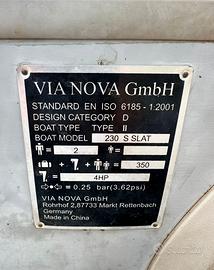 VIA NOVA GmbH
STANDARD EN ISO 6185-1:2001
DESIGN CATEGORY D
BOAT TYPE TYPE II
BOAT MODEL 230 S SLAT
= 2 =
+ + = 350
= 4HP
= 0.25 bar(3.62psi)
VIA NOVA GmbH
Rohrhof 2,87733 Markt Rettenbach
Germany
Made in China